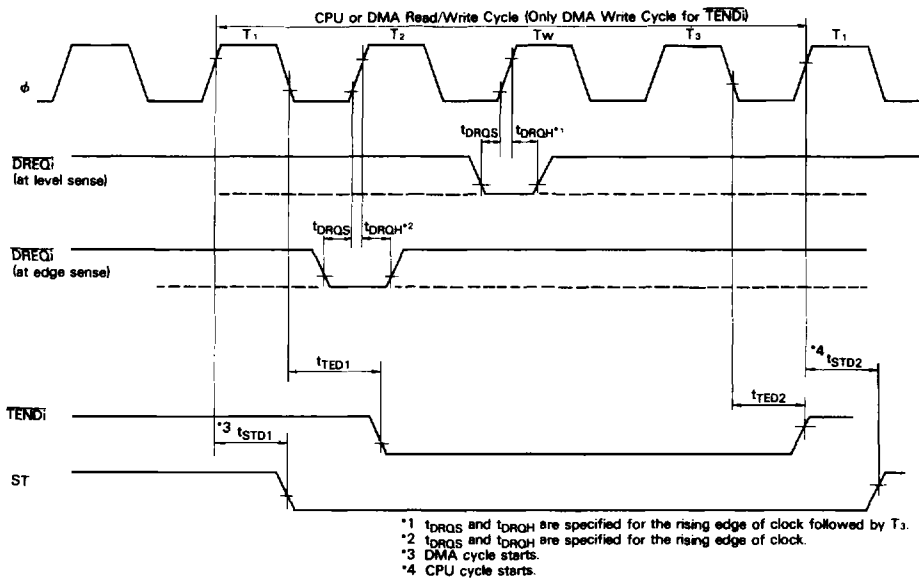 CPU or DMA Read/Write Cycle (Only DMA Write Cycle for TENDi)
T1 T2 TW T3 T1
φ
tDRQS tDRQH*1
DREQi
(at level sense)
tDRQS tDRQH*2
DREQi
(at edge sense)
tTED1
*4 tSTD2
tTED2
TENDi
*3 tSTD1
ST
*1 tDRQS and tDRQH are specified for the rising edge of clock followed by T3.
*2 tDRQS and tDRQH are specified for the rising edge of clock.
*3 DMA cycle starts.
*4 CPU cycle starts.